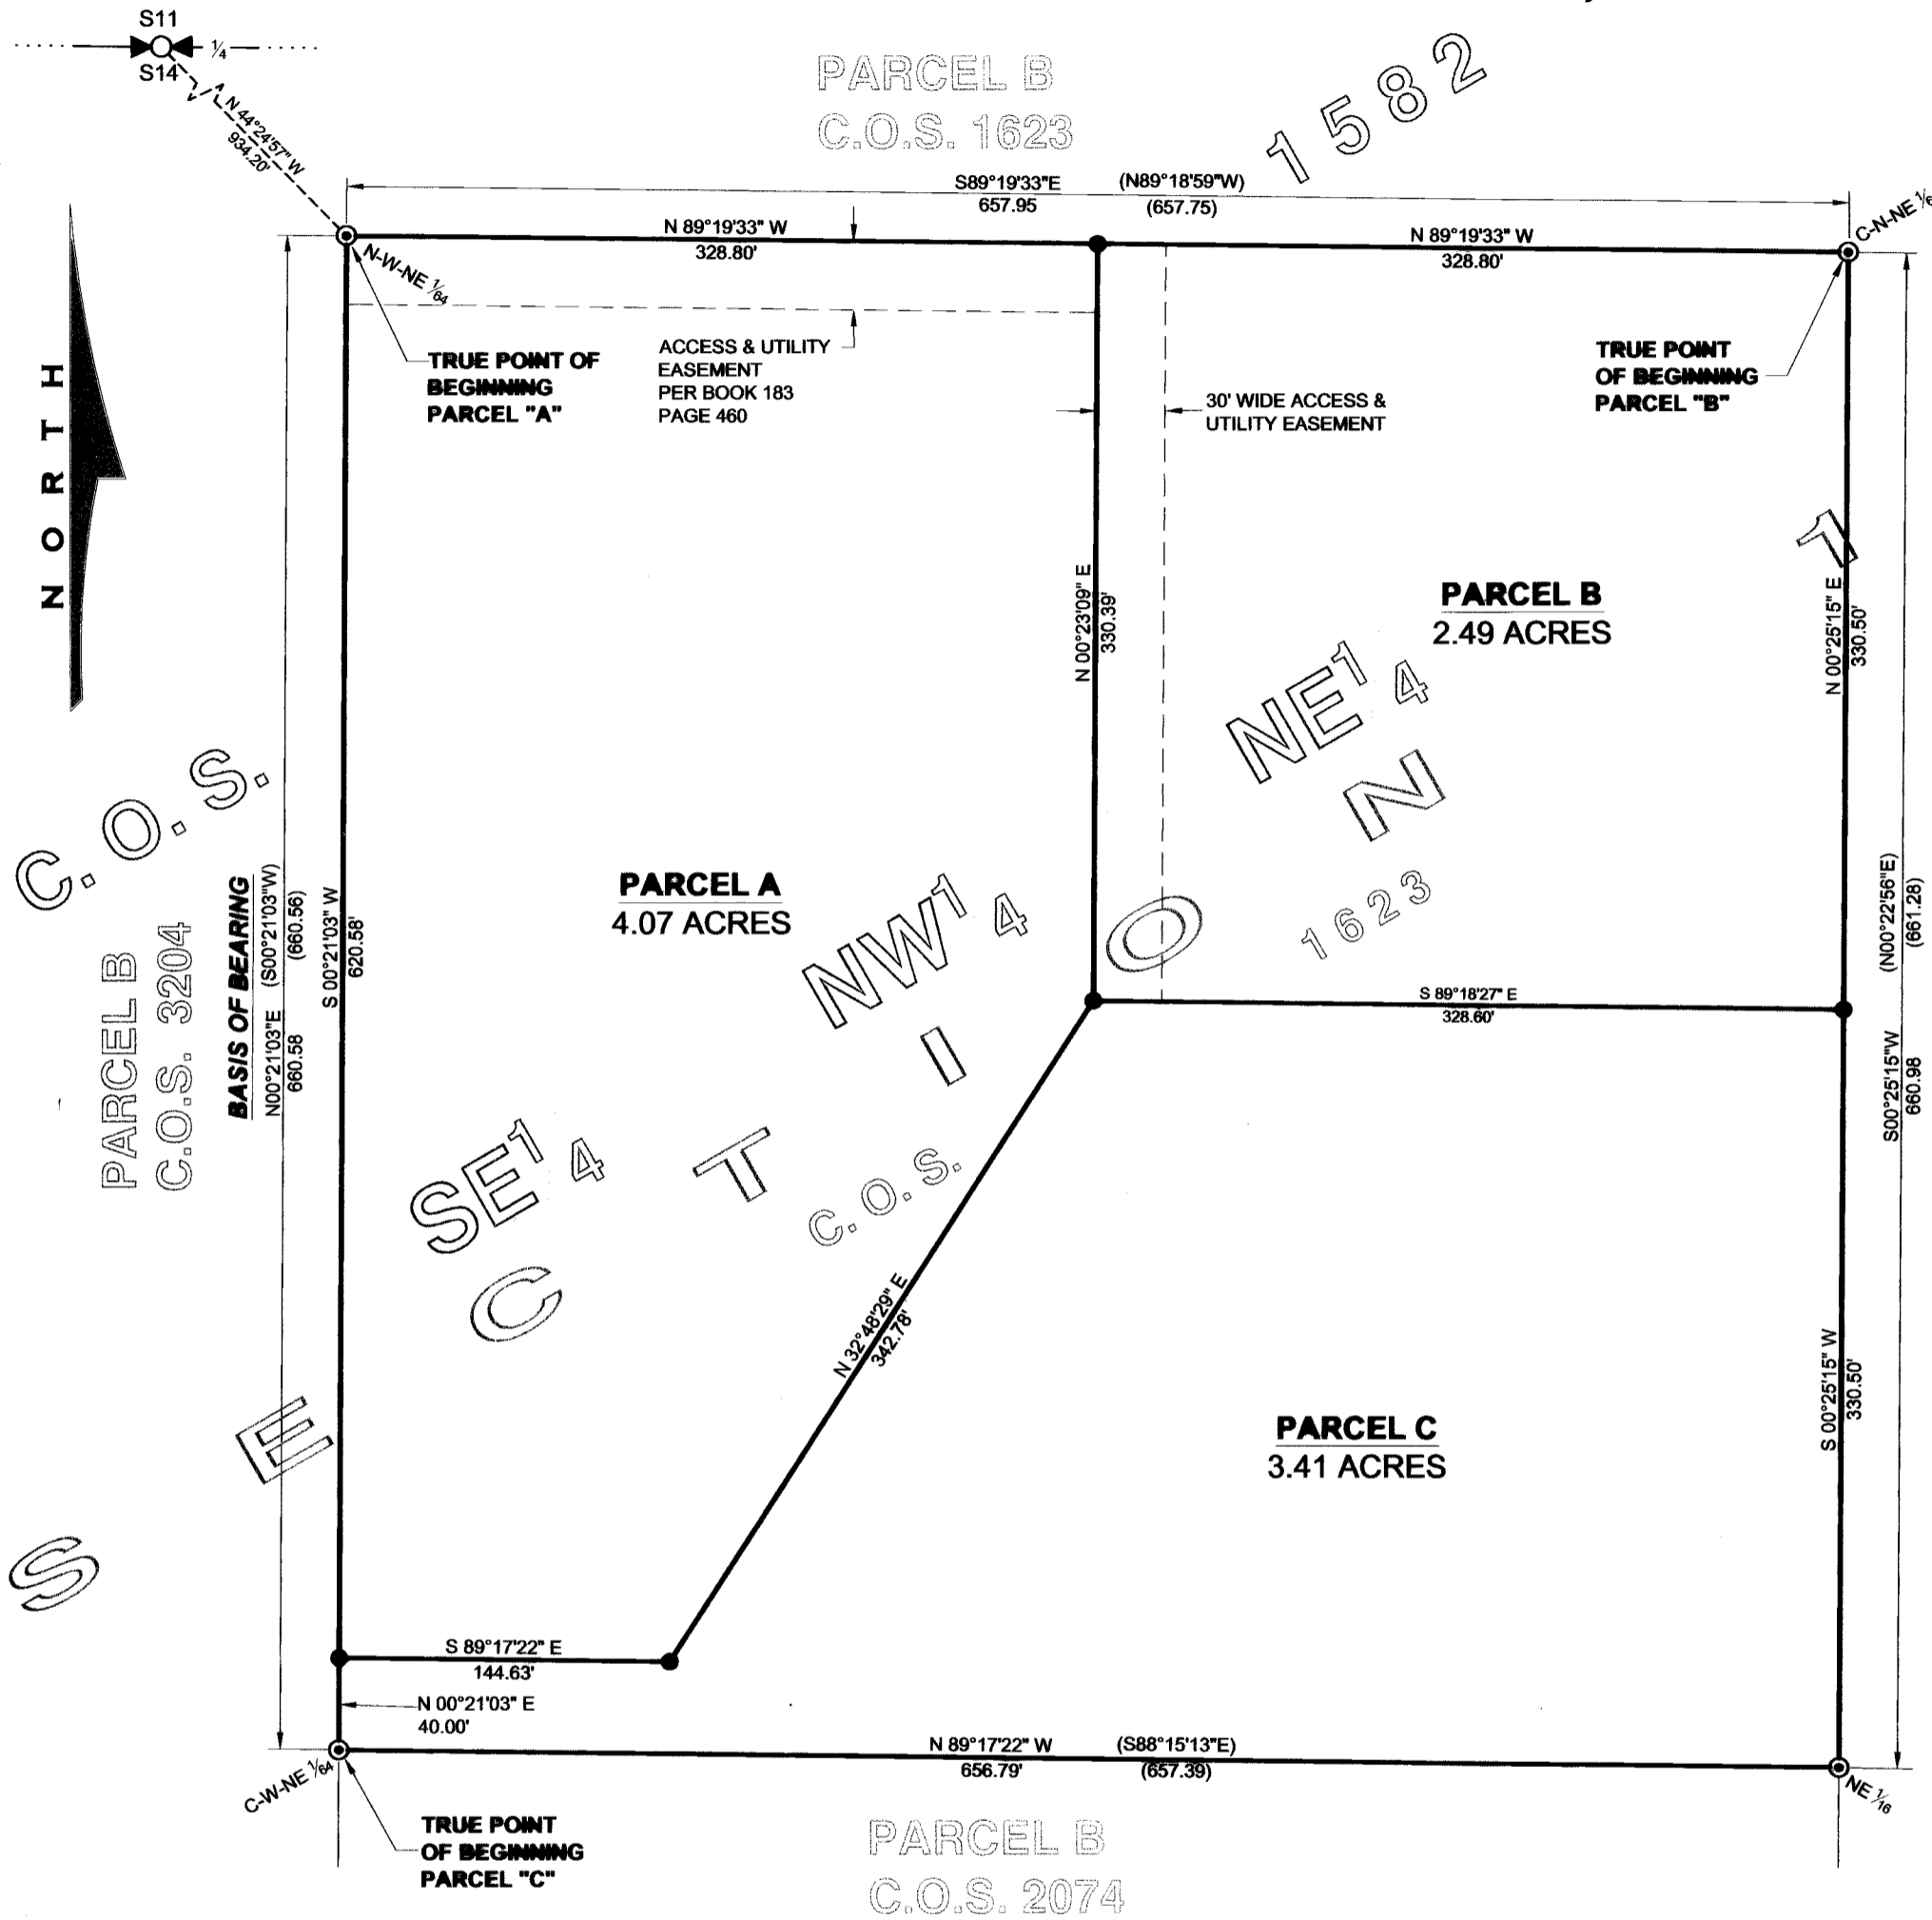 S11
1/4
S14
N 44°24'57" W
934.20'
PARCEL B
C.O.S. 1623
1582
S89°19'33"E (N89°18'59"W)
657.95 (657.75)
N 89°19'33" W
328.80'
N 89°19'33" W
328.80'
N-W-NE 1/64
TRUE POINT OF
BEGINNING
PARCEL "A"
ACCESS & UTILITY
EASEMENT
PER BOOK 183
PAGE 460
30' WIDE ACCESS &
UTILITY EASEMENT
TRUE POINT
OF BEGINNING
PARCEL "B"
C-N-NE
NORTH
N 00°23'09" E
330.39'
PARCEL B
2.49 ACRES
N 00°25'15" E
330.50'
C.O.S.
PARCEL B
C.O.S. 3204
BASIS OF BEARING
N00°21'03"E (S00°21'03"W)
660.58 (660.56)
S 00°21'03" W
620.58'
PARCEL A
4.07 ACRES
SE 1 4 NW 1 4 NE 1 4
SECTION 1
C.O.S. 1623
S 89°18'27" E
328.60'
S00°25'15"W (N00°22'56"E)
660.98 (661.28)
N 32°48'29" E
342.78'
PARCEL C
3.41 ACRES
S 00°25'15" W
330.50'
S 89°17'22" E
144.63'
N 00°21'03" E
40.00'
N 89°17'22" W (S88°15'13"E)
656.79' (657.39)
C-W-NE 1/64
NE 1/16
TRUE POINT
OF BEGINNING
PARCEL "C"
PARCEL B
C.O.S. 2074